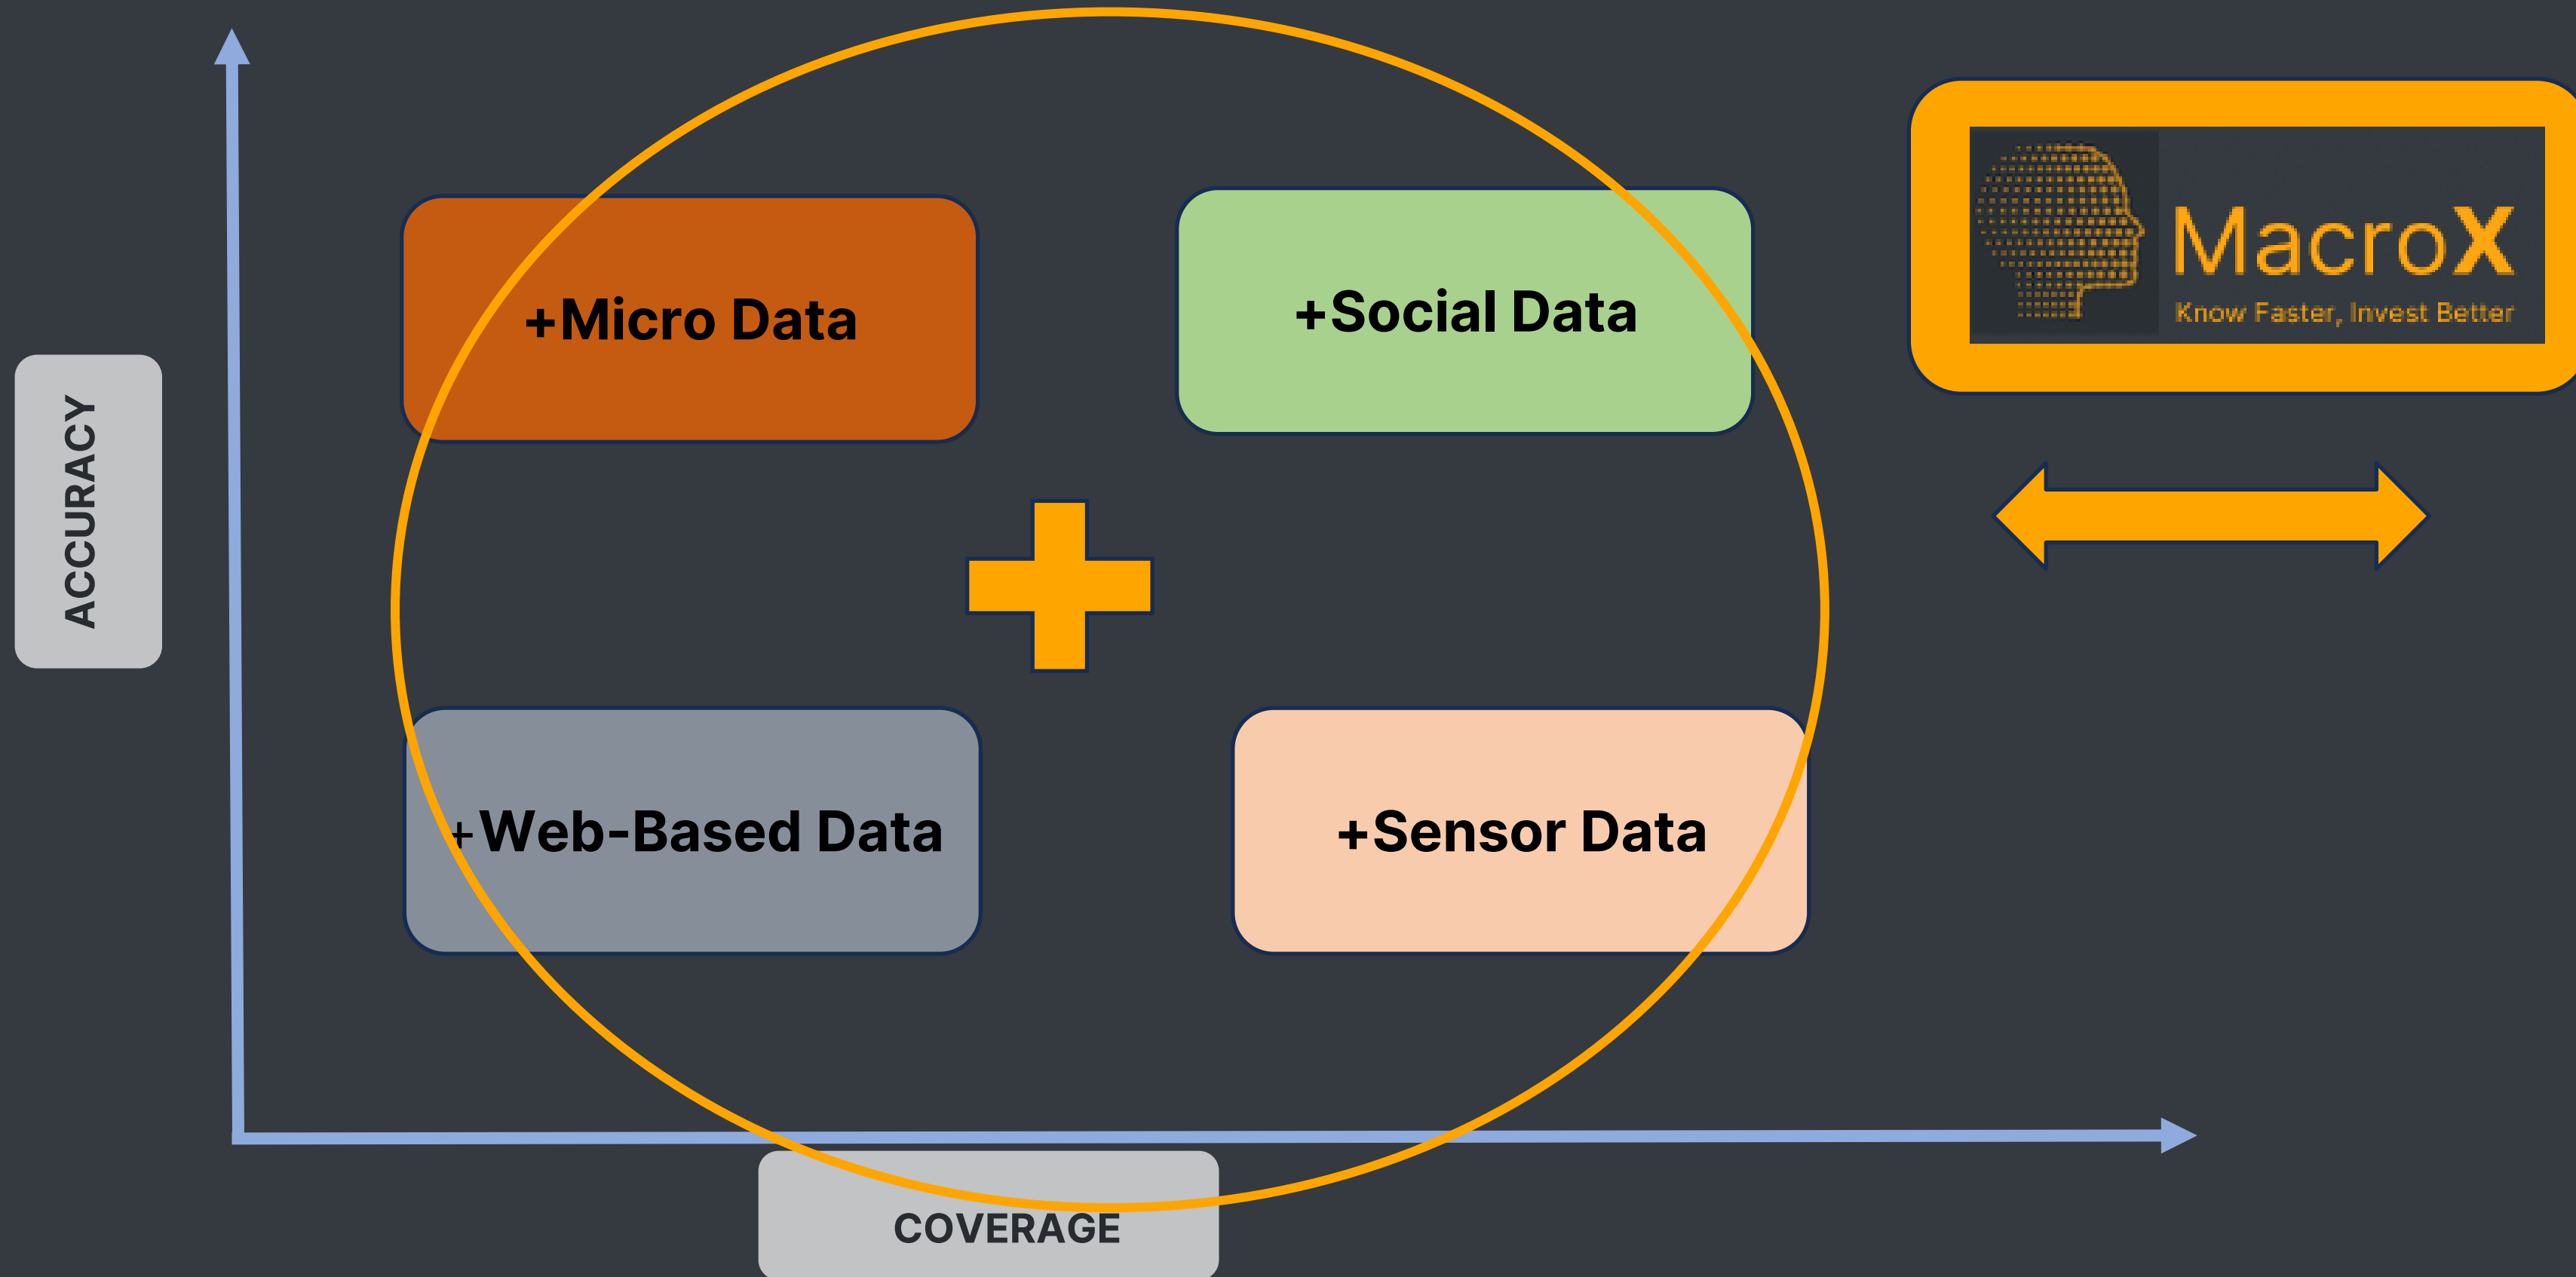 +Micro Data
+Social Data
MacroX
Know Faster, Invest Better
ACCURACY
+Web-Based Data
+Sensor Data
COVERAGE